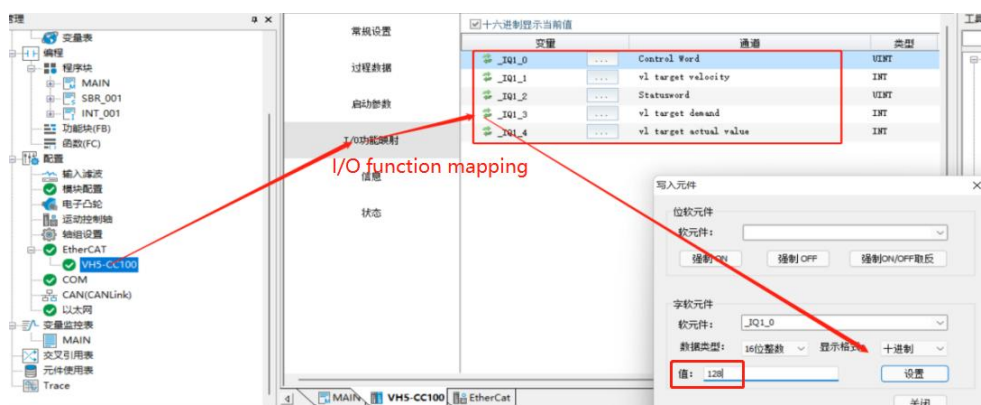 管理
变量表
编程
程序块
MAIN
SBR_001
INT_001
功能块(FB)
函数(FC)
配置
输入滤波
模块配置
电子凸轮
运动控制轴
轴组设置
EtherCAT
VH5-CC100
COM
CAN(CANLink)
以太网
变量监控表
MAIN
交叉引用表
元件使用表
Trace
常规设置
过程数据
启动参数
I/O功能映射
信息
状态
I/O function mapping
十六进制显示当前值
变量 通道 类型
_IQ1_0 ... Control Word UINT
_IQ1_1 ... vl target velocity INT
_IQ1_2 ... Statusword UINT
_IQ1_3 ... vl target demand INT
_IQ1_4 ... vl target actual value INT
工具
写入元件
位软元件
软元件：
强制 ON 强制 OFF 强制ON/OFF取反
字软元件
软元件： _IQ1_0
数据类型： 16位整数 显示格式： 十进制
值： 128 设置
关闭
MAIN VH5-CC100 EtherCat